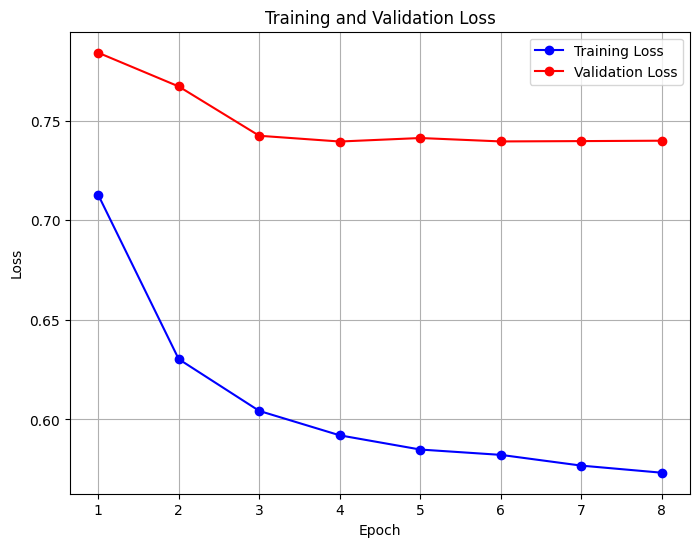 Training and Validation Loss
Training Loss
Validation Loss
0.75
0.70
0.65
0.60
Loss
1 2 3 4 5 6 7 8
Epoch